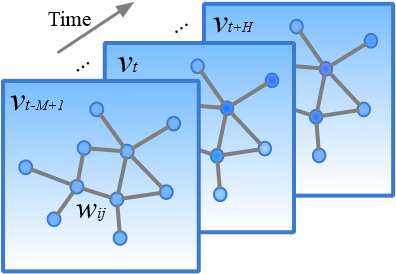 Time
...
v_{t+H}
...
v_t
v_{t-M+1}
w_{ij}